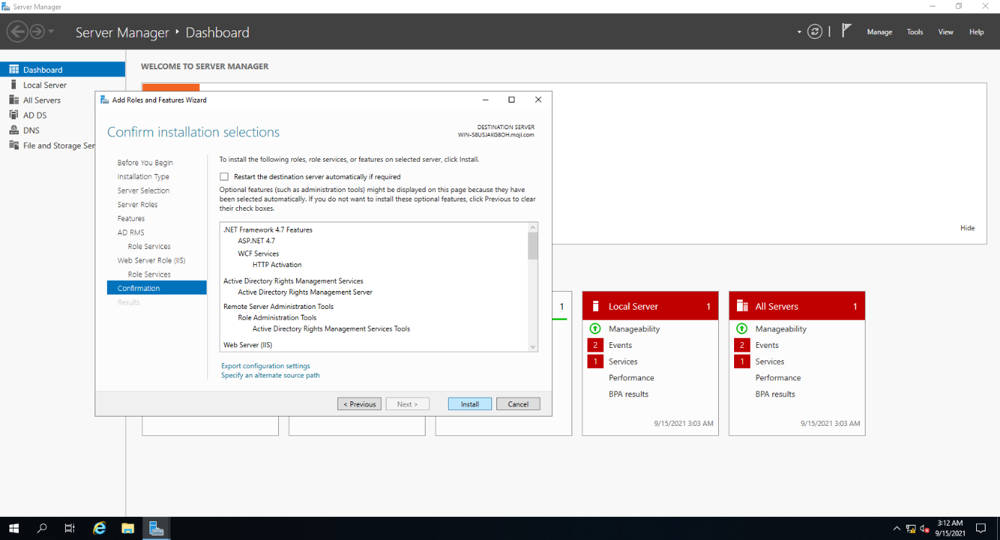 Server Manager
Server Manager ‣ Dashboard
Manage Tools View Help
Dashboard
Local Server
All Servers
AD DS
DNS
File and Storage Ser
WELCOME TO SERVER MANAGER
Hide
Add Roles and Features Wizard
Confirm installation selections
DESTINATION SERVER
WIN-S8USJAKG8OH.moji.com
Before You Begin
Installation Type
Server Selection
Server Roles
Features
AD RMS
Role Services
Web Server Role (IIS)
Role Services
Confirmation
Results
To install the following roles, role services, or features on selected server, click Install.
Restart the destination server automatically if required
Optional features (such as administration tools) might be displayed on this page because they have
been selected automatically. If you do not want to install these optional features, click Previous to clear
their check boxes.
.NET Framework 4.7 Features
ASP.NET 4.7
WCF Services
HTTP Activation
Active Directory Rights Management Services
Active Directory Rights Management Server
Remote Server Administration Tools
Role Administration Tools
Active Directory Rights Management Services Tools
Web Server (IIS)
Export configuration settings
Specify an alternate source path
< Previous Next > Install Cancel
1
Local Server 1
Manageability
2 Events
1 Services
Performance
BPA results
9/15/2021 3:03 AM
All Servers 1
Manageability
2 Events
1 Services
Performance
BPA results
9/15/2021 3:03 AM
3:12 AM
9/15/2021